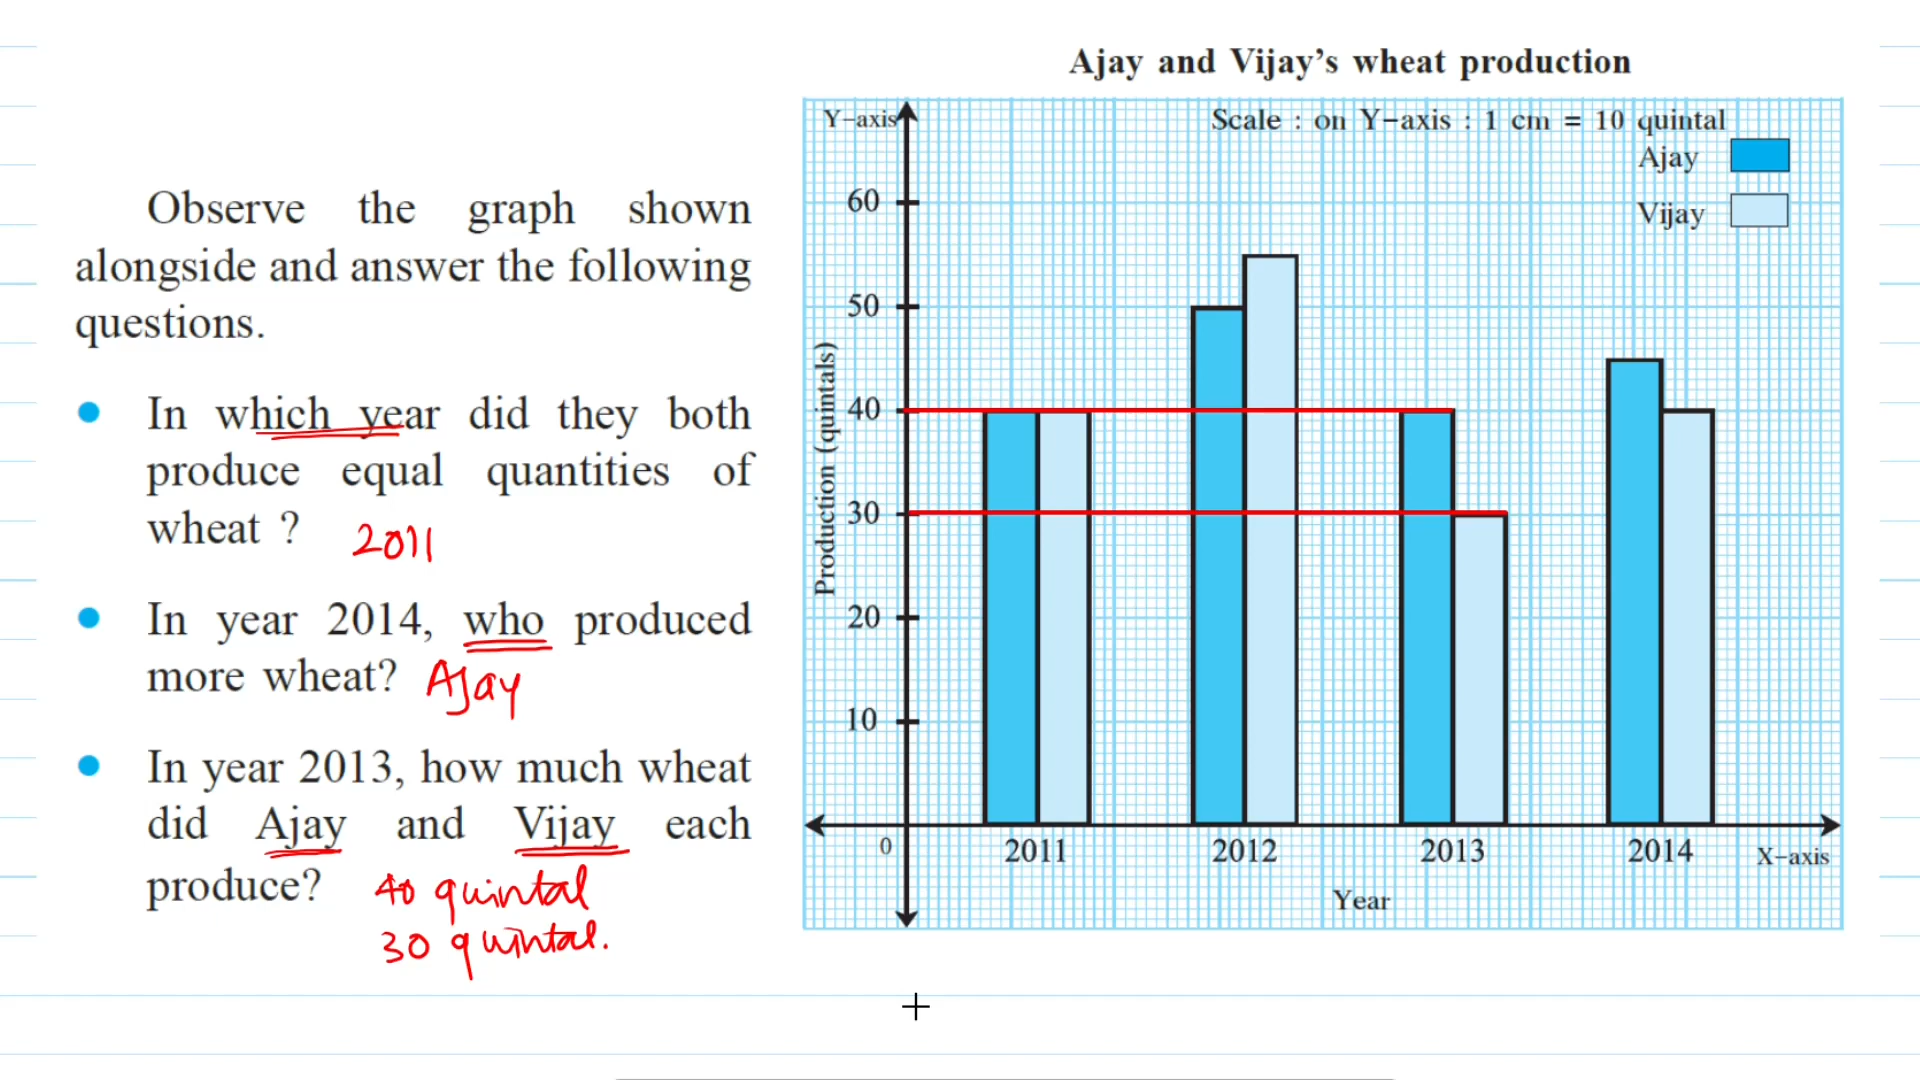 Ajay and Vijay's wheat production
Observe the graph shown
alongside and answer the following
questions.
In which year did they both
produce equal quantities of
wheat ?
2011
In year 2014, who produced
more wheat?
Ajay
In year 2013, how much wheat
did Ajay and Vijay each
produce?
40 quintal
30 quintal.
Y-axis
Scale : on Y-axis : 1 cm = 10 quintal
Ajay
Vijay
60
50
40
30
20
10
0
Production (quintals)
2011 2012 2013 2014 X-axis
Year